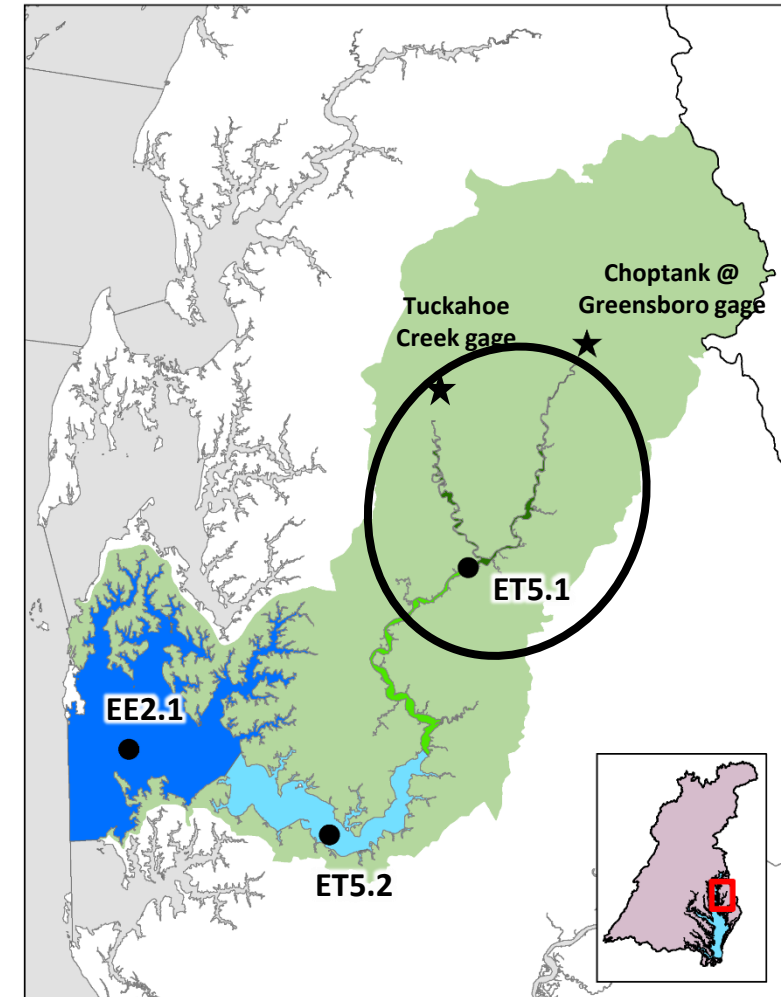 Choptank @
Greensboro gage
Tuckahoe
Creek gage
ET5.1
EE2.1
ET5.2